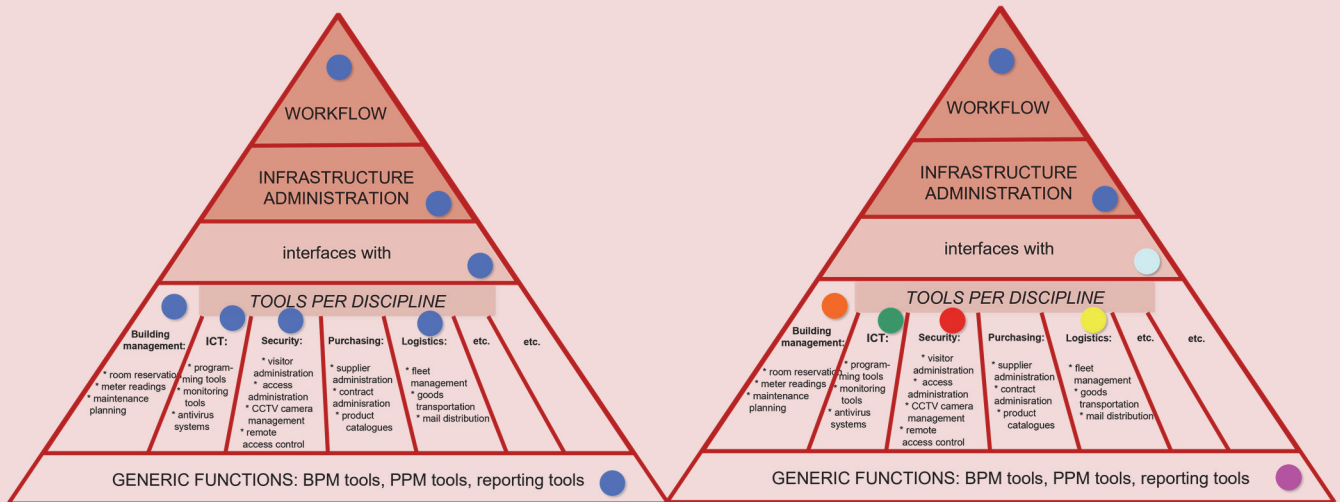 WORKFLOW
INFRASTRUCTURE
ADMINISTRATION
interfaces with
TOOLS PER DISCIPLINE
Building
management:
* room reservation
* meter readings
* maintenance
planning
ICT:
* program-
ming tools
* monitoring
tools
* antivirus
systems
Security:
* visitor
administration
* access
administration
* CCTV camera
management
* remote
access control
Purchasing:
* supplier
administration
* contract
adminisration
* product
catalogues
Logistics:
* fleet
management
* goods
transportation
* mail distribution
etc.
etc.
GENERIC FUNCTIONS: BPM tools, PPM tools, reporting tools
WORKFLOW
INFRASTRUCTURE
ADMINISTRATION
interfaces with
TOOLS PER DISCIPLINE
Building
management:
* room reservation
* meter readings
* maintenance
planning
ICT:
* program-
ming tools
* monitoring
tools
* antivirus
systems
Security:
* visitor
administration
* access
administration
* CCTV camera
management
* remote
access control
Purchasing:
* supplier
administration
* contract
adminisration
* product
catalogues
Logistics:
* fleet
management
* goods
transportation
* mail distribution
etc.
etc.
GENERIC FUNCTIONS: BPM tools, PPM tools, reporting tools